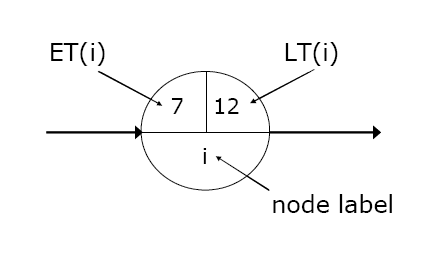 ET(i) LT(i)
7 12
i
node label